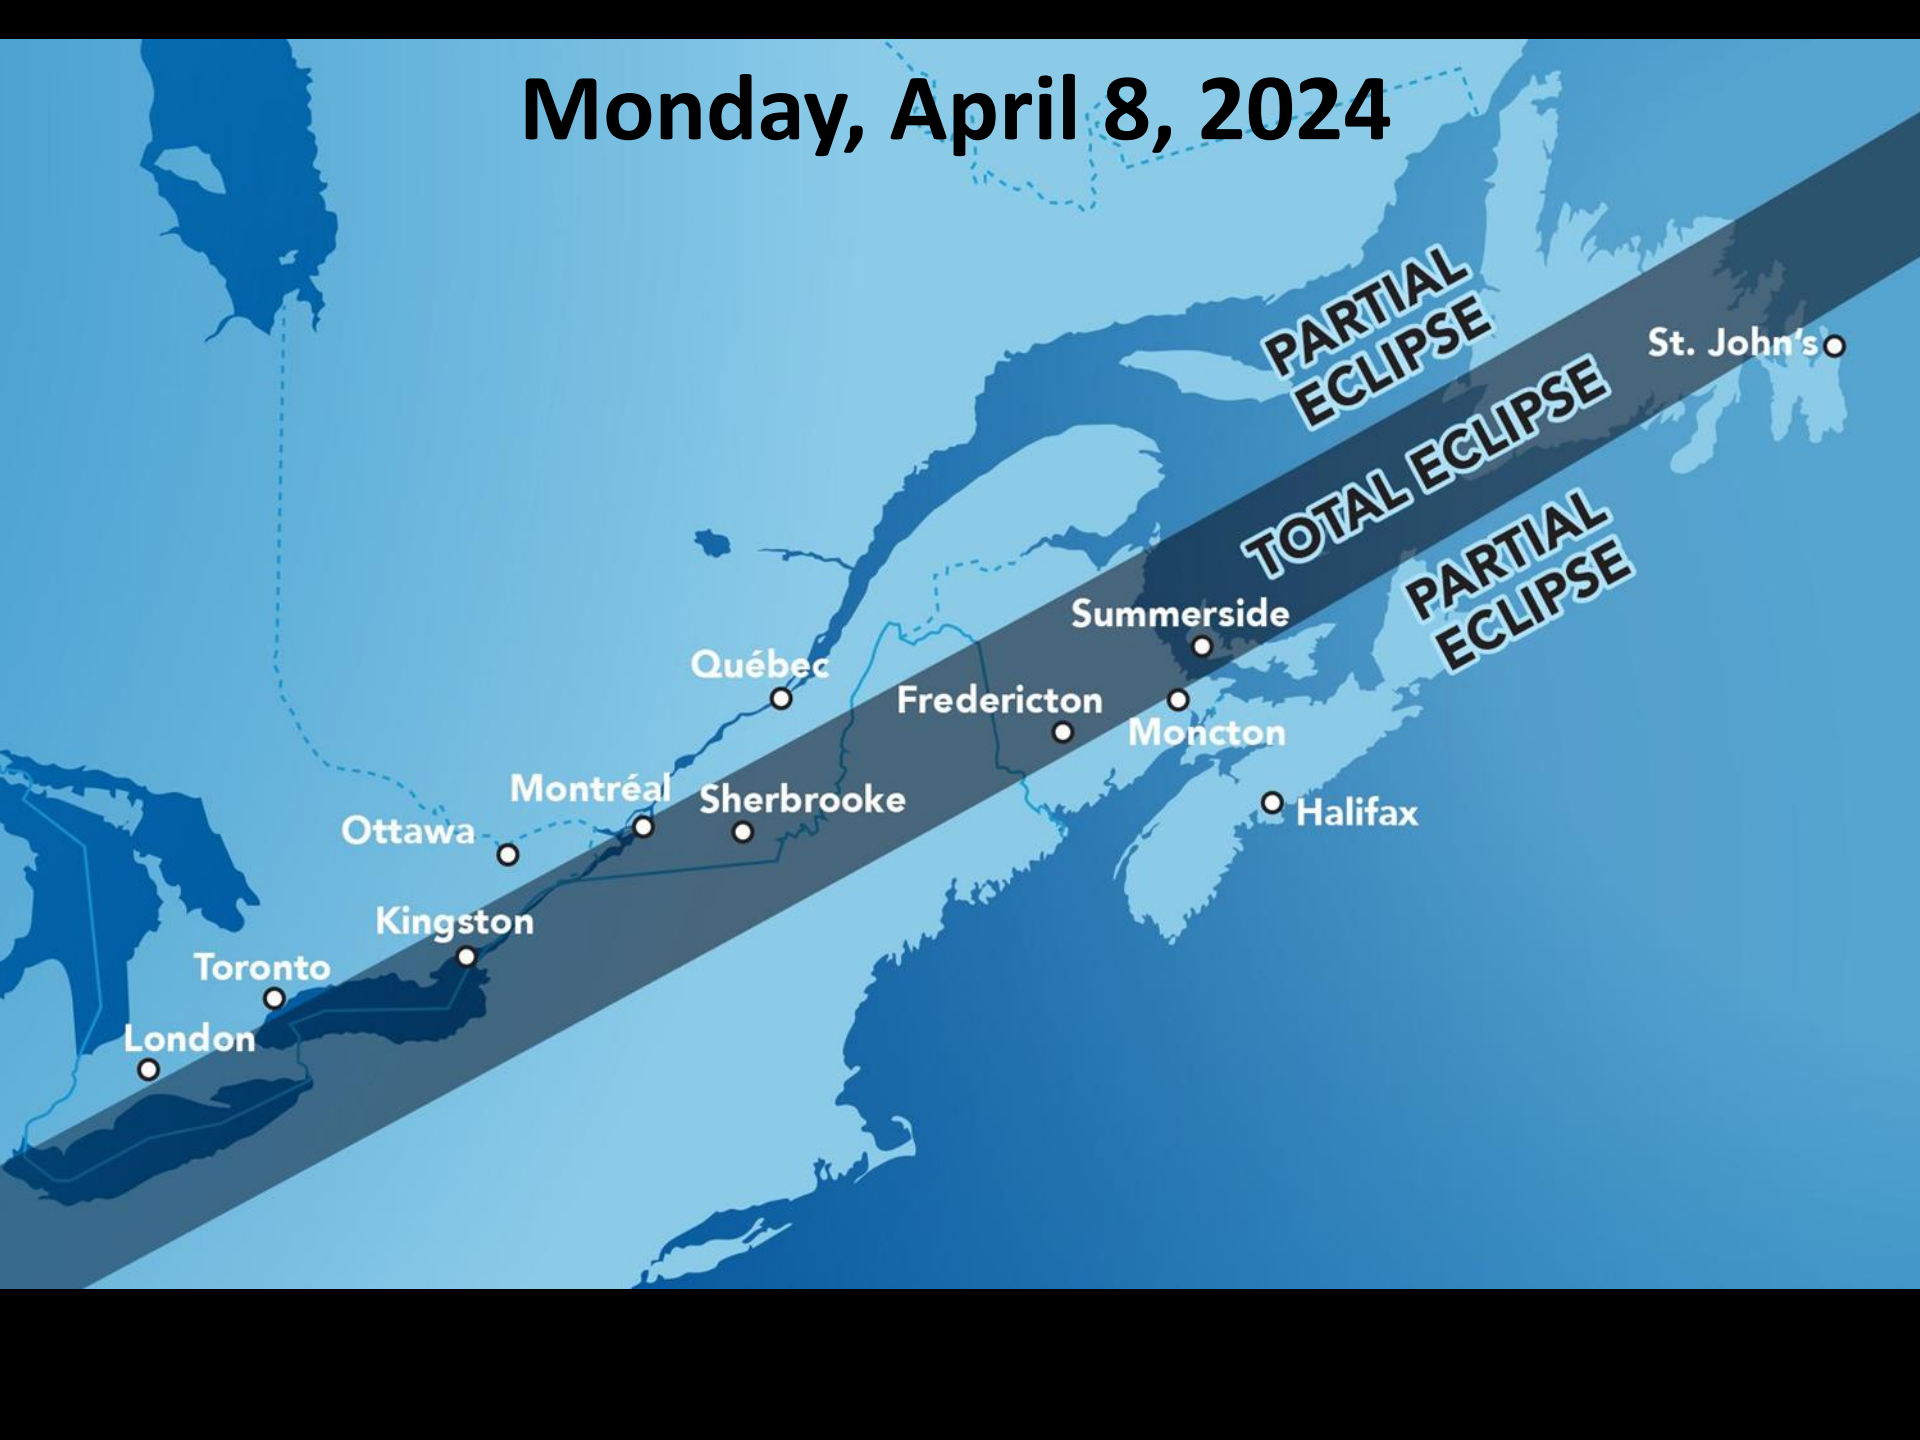 Monday, April 8, 2024
PARTIAL
ECLIPSE
TOTAL ECLIPSE
PARTIAL
ECLIPSE
St. John's
Summerside
Québec
Fredericton
Moncton
Montréal
Sherbrooke
Halifax
Ottawa
Kingston
Toronto
London